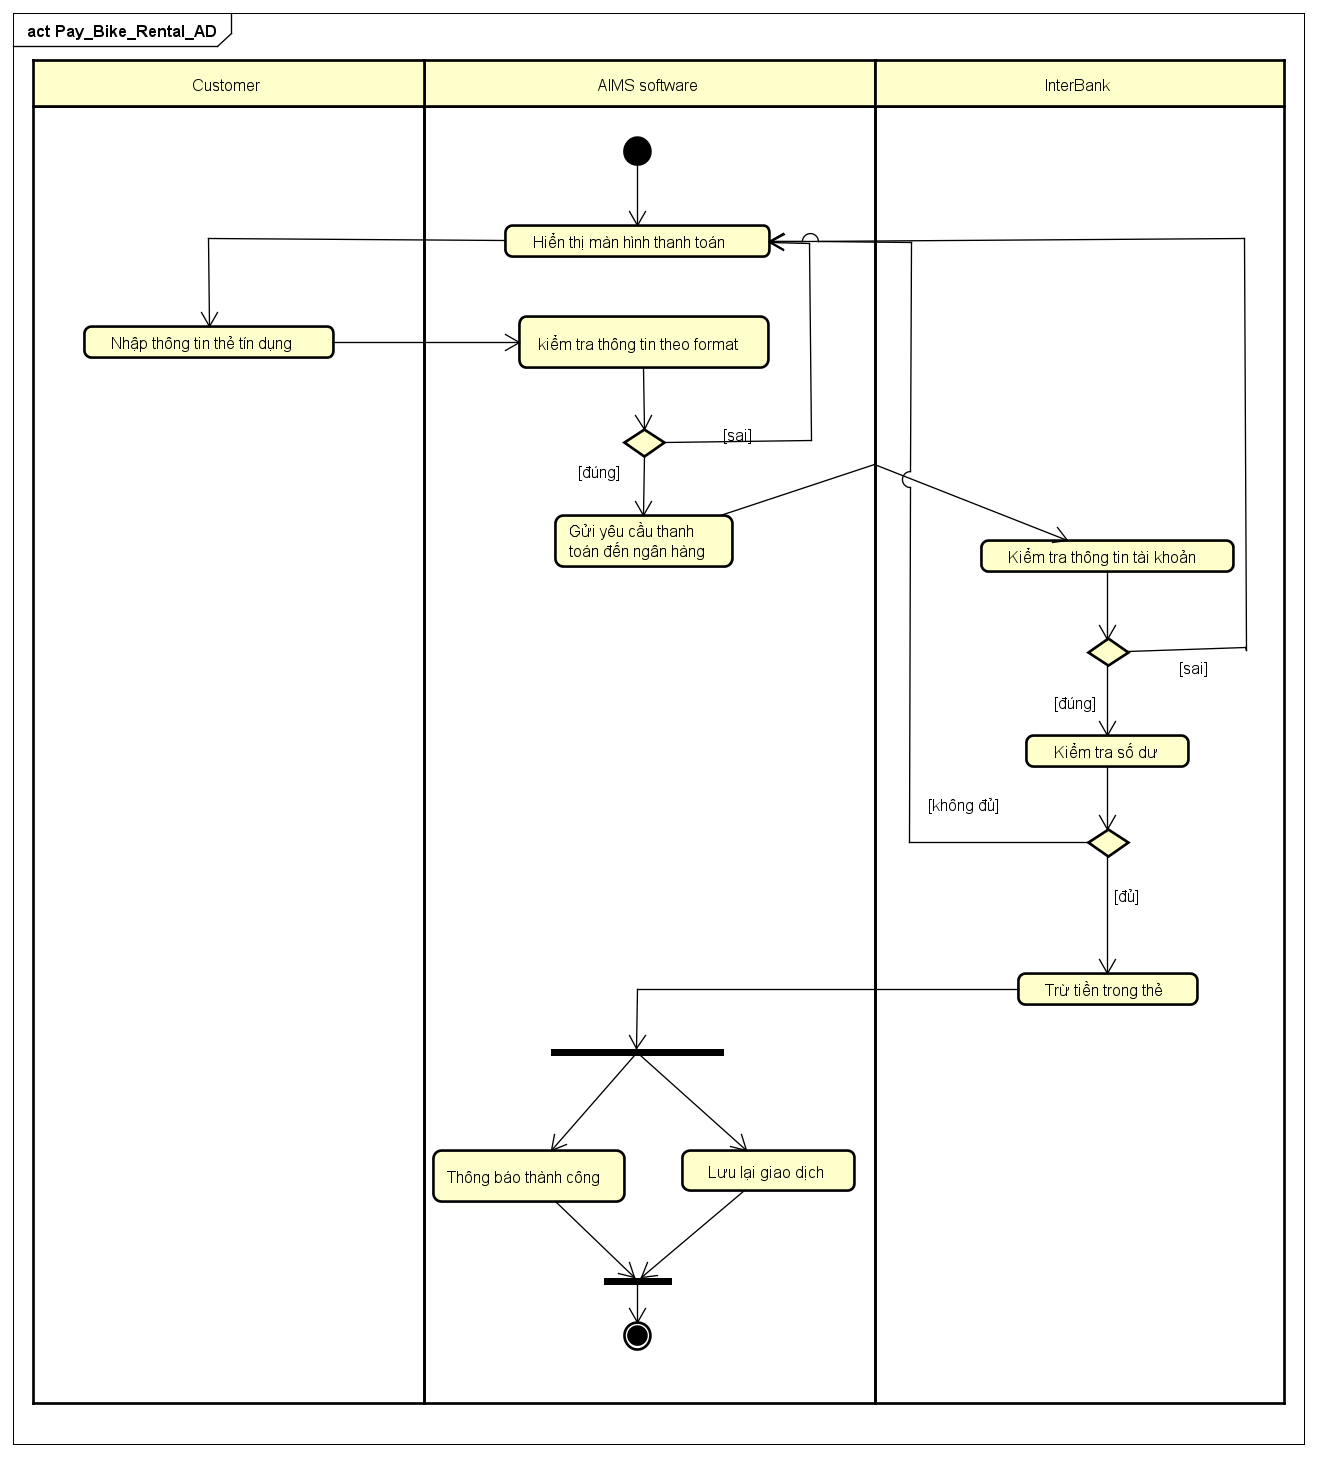 act Pay_Bike_Rental_AD
Customer
AIMS software
InterBank
Hiển thị màn hình thanh toán
Nhập thông tin thẻ tín dụng
kiểm tra thông tin theo format
[sai]
[đúng]
Gửi yêu cầu thanh
toán đến ngân hàng
Kiểm tra thông tin tài khoản
[sai]
[đúng]
Kiểm tra số dư
[không đủ]
[đủ]
Trừ tiền trong thẻ
Thông báo thành công
Lưu lại giao dịch